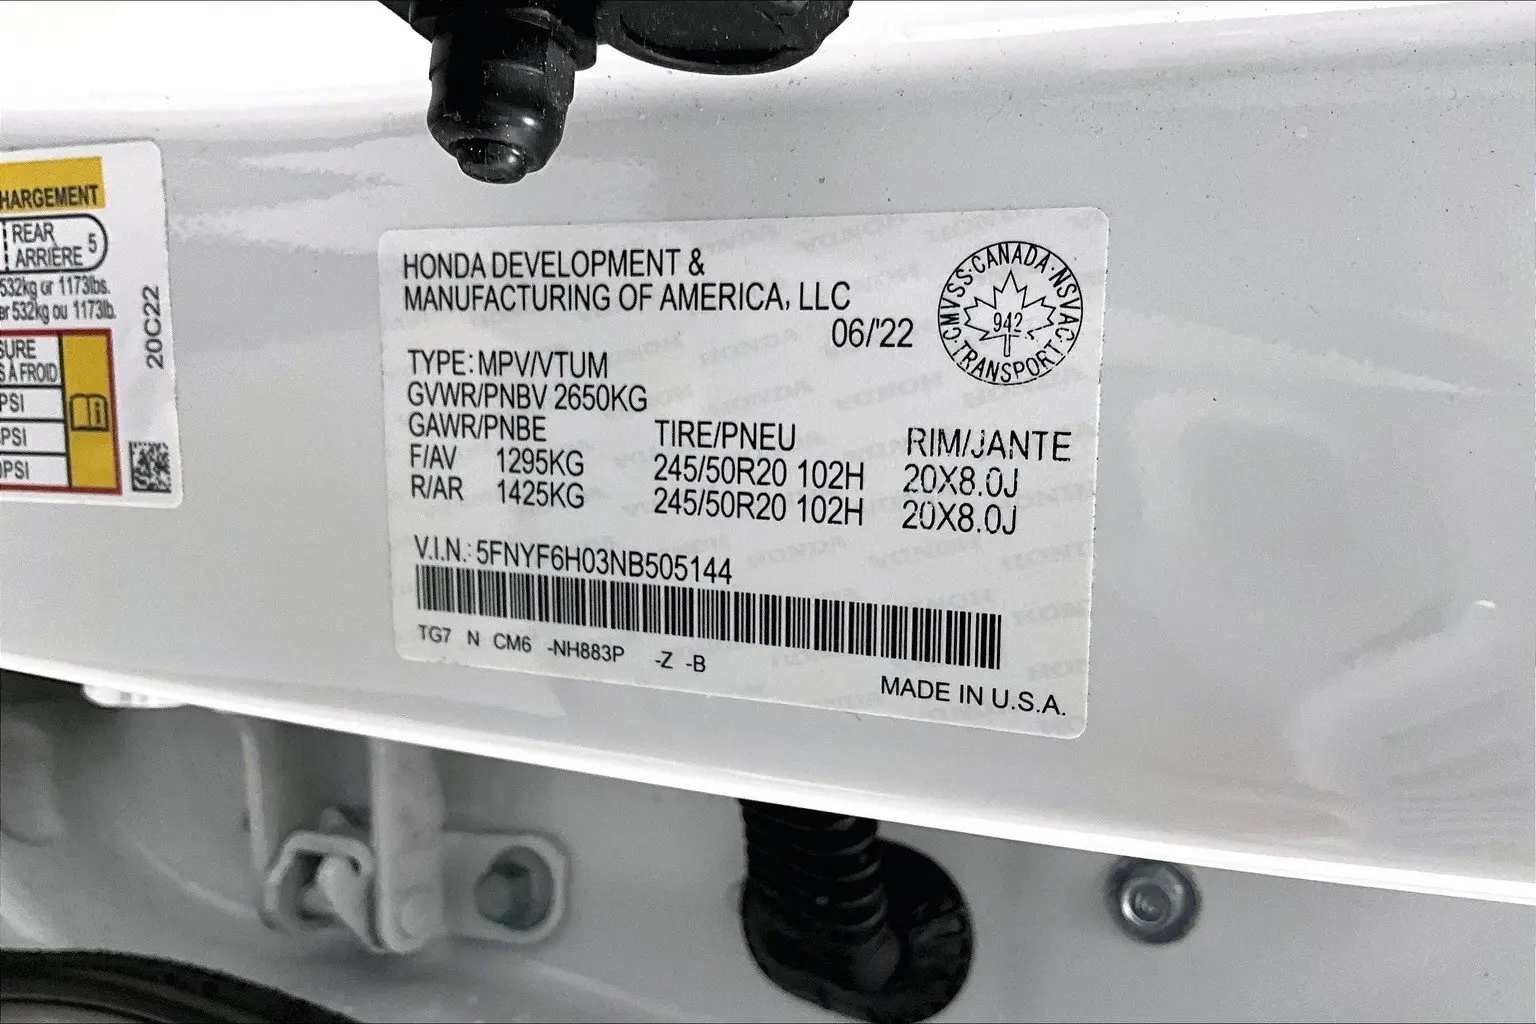 HARGEMENT
REAR
ARRIÈRE 5
532kg or 1173lbs.
er 532kg ou 1173lb.
SURE
S A FROID
PSI
PSI
PSI
20C22
HONDA DEVELOPMENT &
MANUFACTURING OF AMERICA, LLC
06/'22
CMVSS·CANADA·NSVAC·TRANSPORT·
942
TYPE: MPV/VTUM
GVWR/PNBV 2650KG
GAWR/PNBE TIRE/PNEU RIM/JANTE
F/AV 1295KG 245/50R20 102H 20X8.0J
R/AR 1425KG 245/50R20 102H 20X8.0J
V.I.N.: 5FNYF6H03NB505144
TG7 N CM6 -NH883P -Z -B
MADE IN U.S.A.